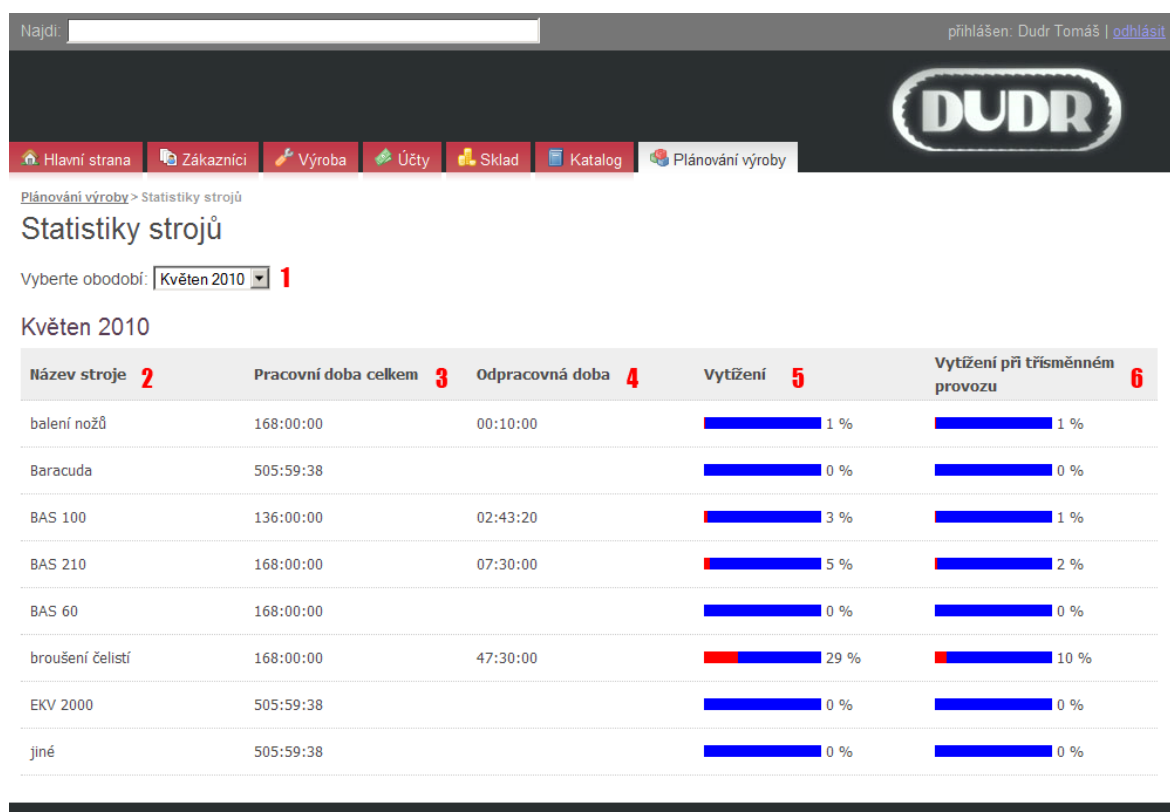 Najdi: přihlášen: Dudr Tomáš | odhlásit
DUDR
Hlavní strana Zákazníci Výroba Účty Sklad Katalog Plánování výroby
Plánování výroby > Statistiky strojů
Statistiky strojů
Vyberte obodobí: Květen 2010 1
Květen 2010
Název stroje 2 Pracovní doba celkem 3 Odpracovná doba 4 Vytížení 5 Vytížení při třísměnném provozu 6
balení nožů 168:00:00 00:10:00 1 % 1 %
Baracuda 505:59:38 0 % 0 %
BAS 100 136:00:00 02:43:20 3 % 1 %
BAS 210 168:00:00 07:30:00 5 % 2 %
BAS 60 168:00:00 0 % 0 %
broušení čelistí 168:00:00 47:30:00 29 % 10 %
EKV 2000 505:59:38 0 % 0 %
jiné 505:59:38 0 % 0 %